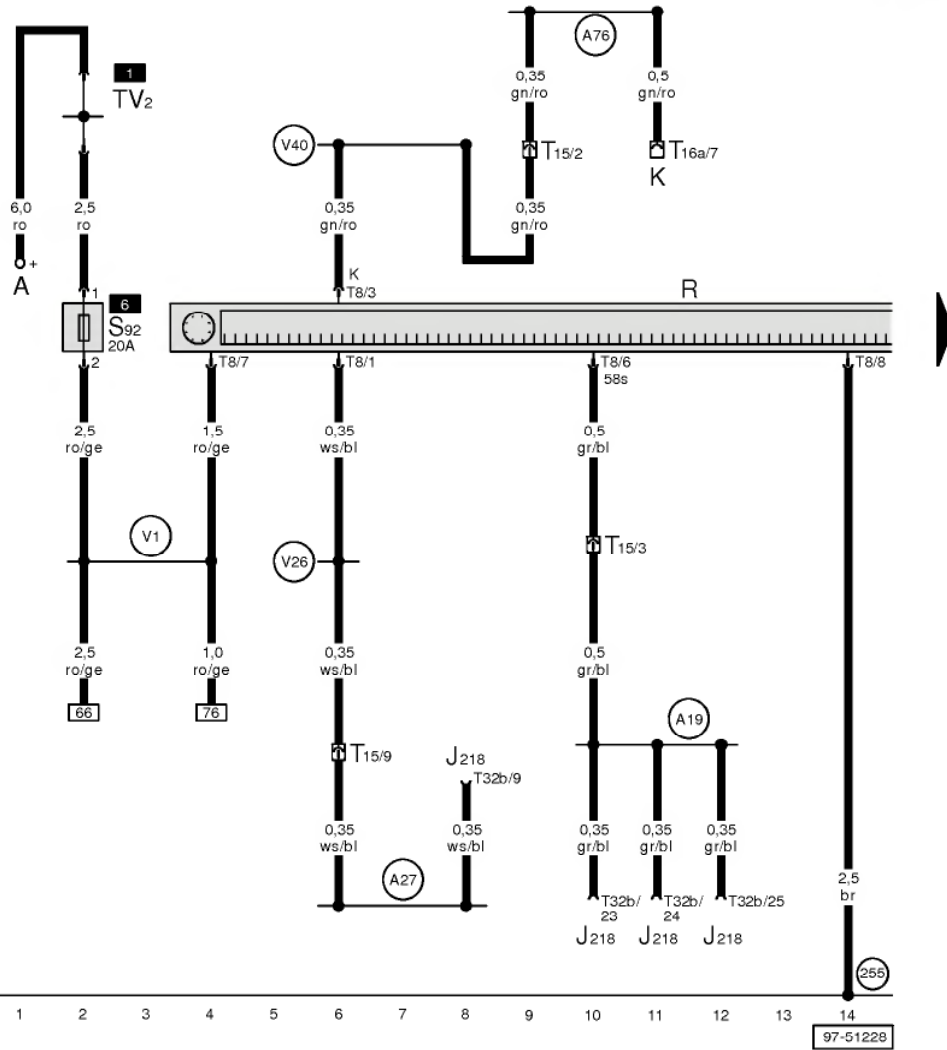 A76
1
TV2
0,35
gn/ro
0,5
gn/ro
V40
T15/2
T16a/7
K
6,0
ro
2,5
ro
0,35
gn/ro
0,35
gn/ro
+
A
K
T8/3
R
1
6
S92
20A
2
T8/7
T8/1
T8/6
58s
T8/8
2,5
ro/ge
1,5
ro/ge
0,35
ws/bl
0,5
gr/bl
V1
T15/3
V26
2,5
ro/ge
1,0
ro/ge
0,35
ws/bl
0,5
gr/bl
66
76
A19
T15/9
J218
T32b/9
0,35
ws/bl
0,35
ws/bl
0,35
gr/bl
0,35
gr/bl
0,35
gr/bl
A27
2,5
br
T32b/
23
T32b/
24
T32b/25
J218
J218
J218
255
1 2 3 4 5 6 7 8 9 10 11 12 13 14
97-51228